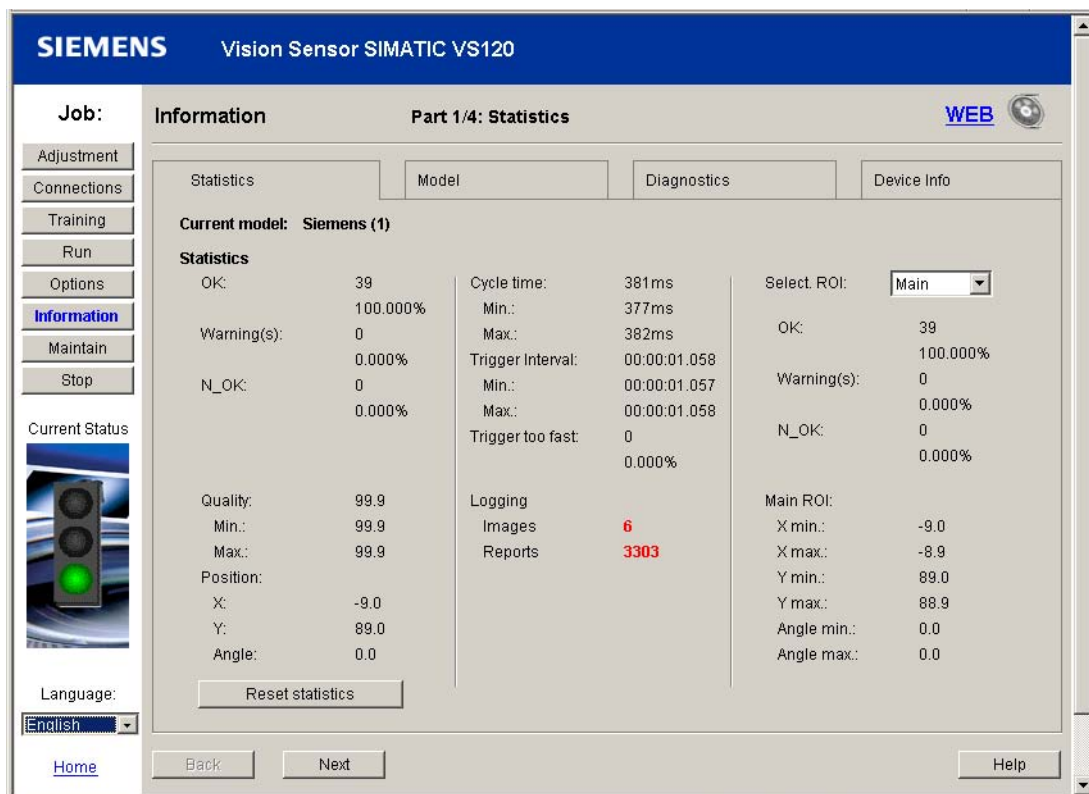 SIEMENS Vision Sensor SIMATIC VS120
Job:
Adjustment
Connections
Training
Run
Options
Information
Maintain
Stop
Current Status
Language:
English
Home
Information Part 1/4: Statistics WEB
Statistics Model Diagnostics Device Info
Current model: Siemens (1)
Statistics
OK: 39
100.000%
Warning(s): 0
0.000%
N_OK: 0
0.000%
Quality: 99.9
Min.: 99.9
Max.: 99.9
Position:
X: -9.0
Y: 89.0
Angle: 0.0
Reset statistics
Cycle time: 381ms
Min.: 377ms
Max.: 382ms
Trigger Interval: 00:00:01.058
Min.: 00:00:01.057
Max.: 00:00:01.058
Trigger too fast: 0
0.000%
Logging
Images 6
Reports 3303
Select. ROI: Main
OK: 39
100.000%
Warning(s): 0
0.000%
N_OK: 0
0.000%
Main ROI:
X min.: -9.0
X max.: -8.9
Y min.: 89.0
Y max.: 88.9
Angle min.: 0.0
Angle max.: 0.0
Back Next Help